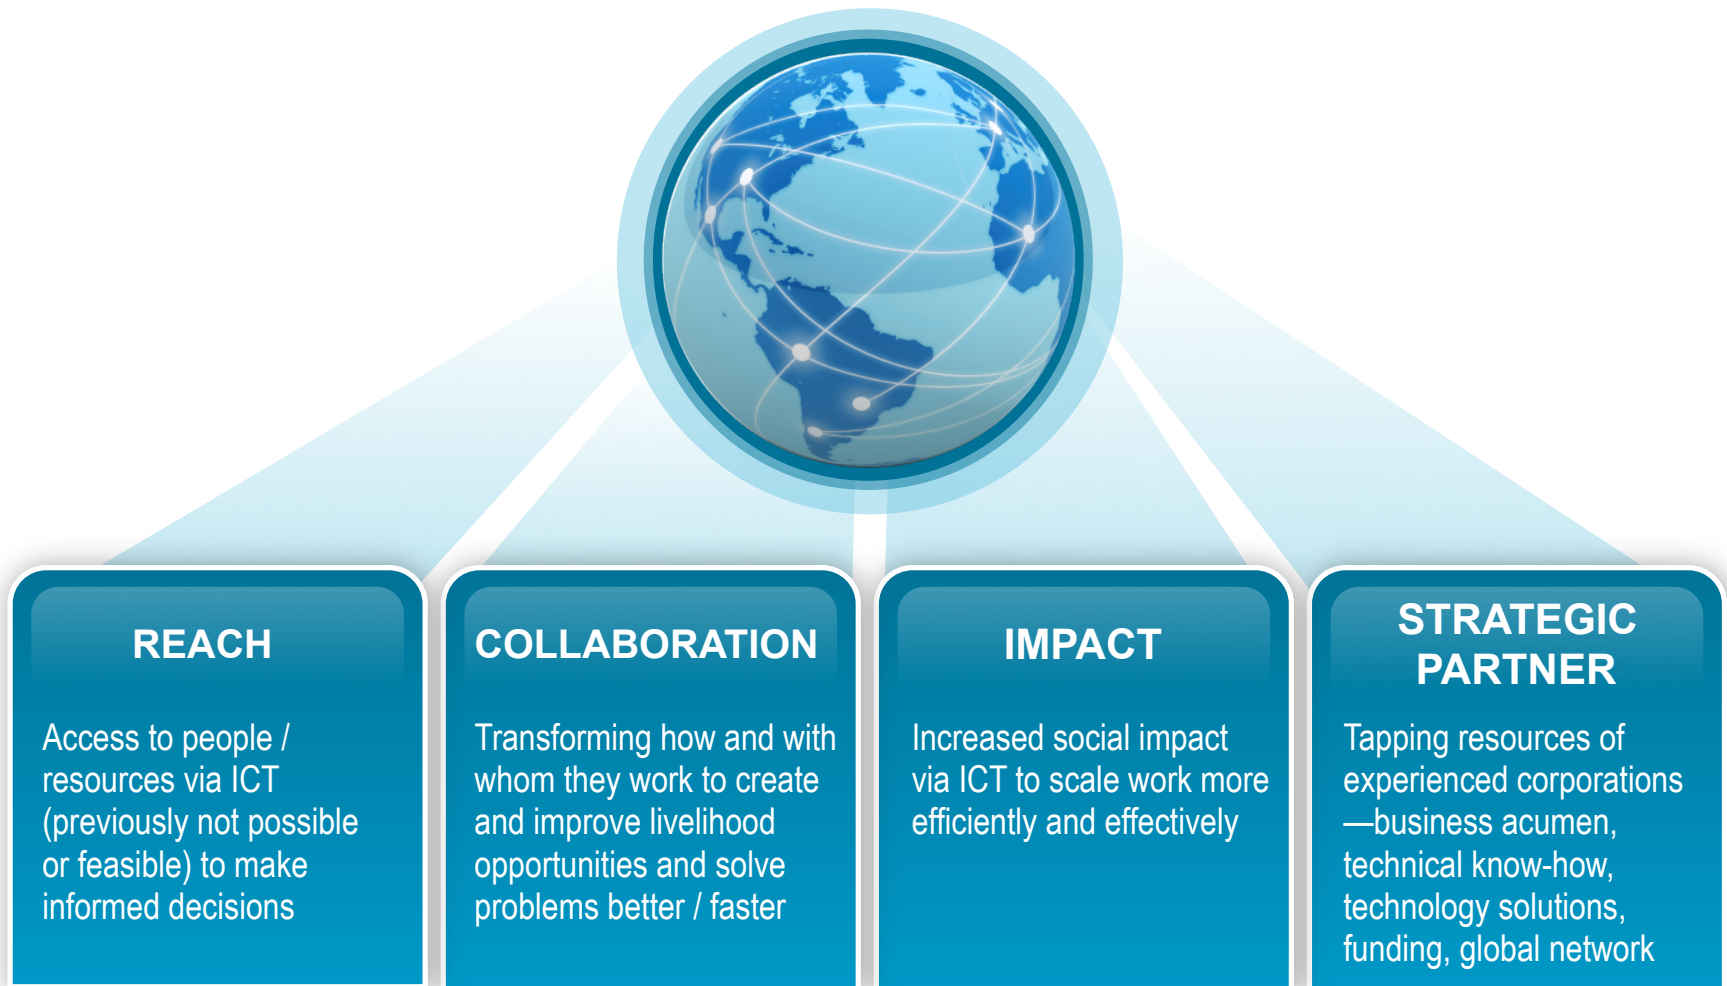 REACH
Access to people /
resources via ICT
(previously not possible
or feasible) to make
informed decisions
COLLABORATION
Transforming how and with
whom they work to create
and improve livelihood
opportunities and solve
problems better / faster
IMPACT
Increased social impact
via ICT to scale work more
efficiently and effectively
STRATEGIC
PARTNER
Tapping resources of
experienced corporations
—business acumen,
technical know-how,
technology solutions,
funding, global network